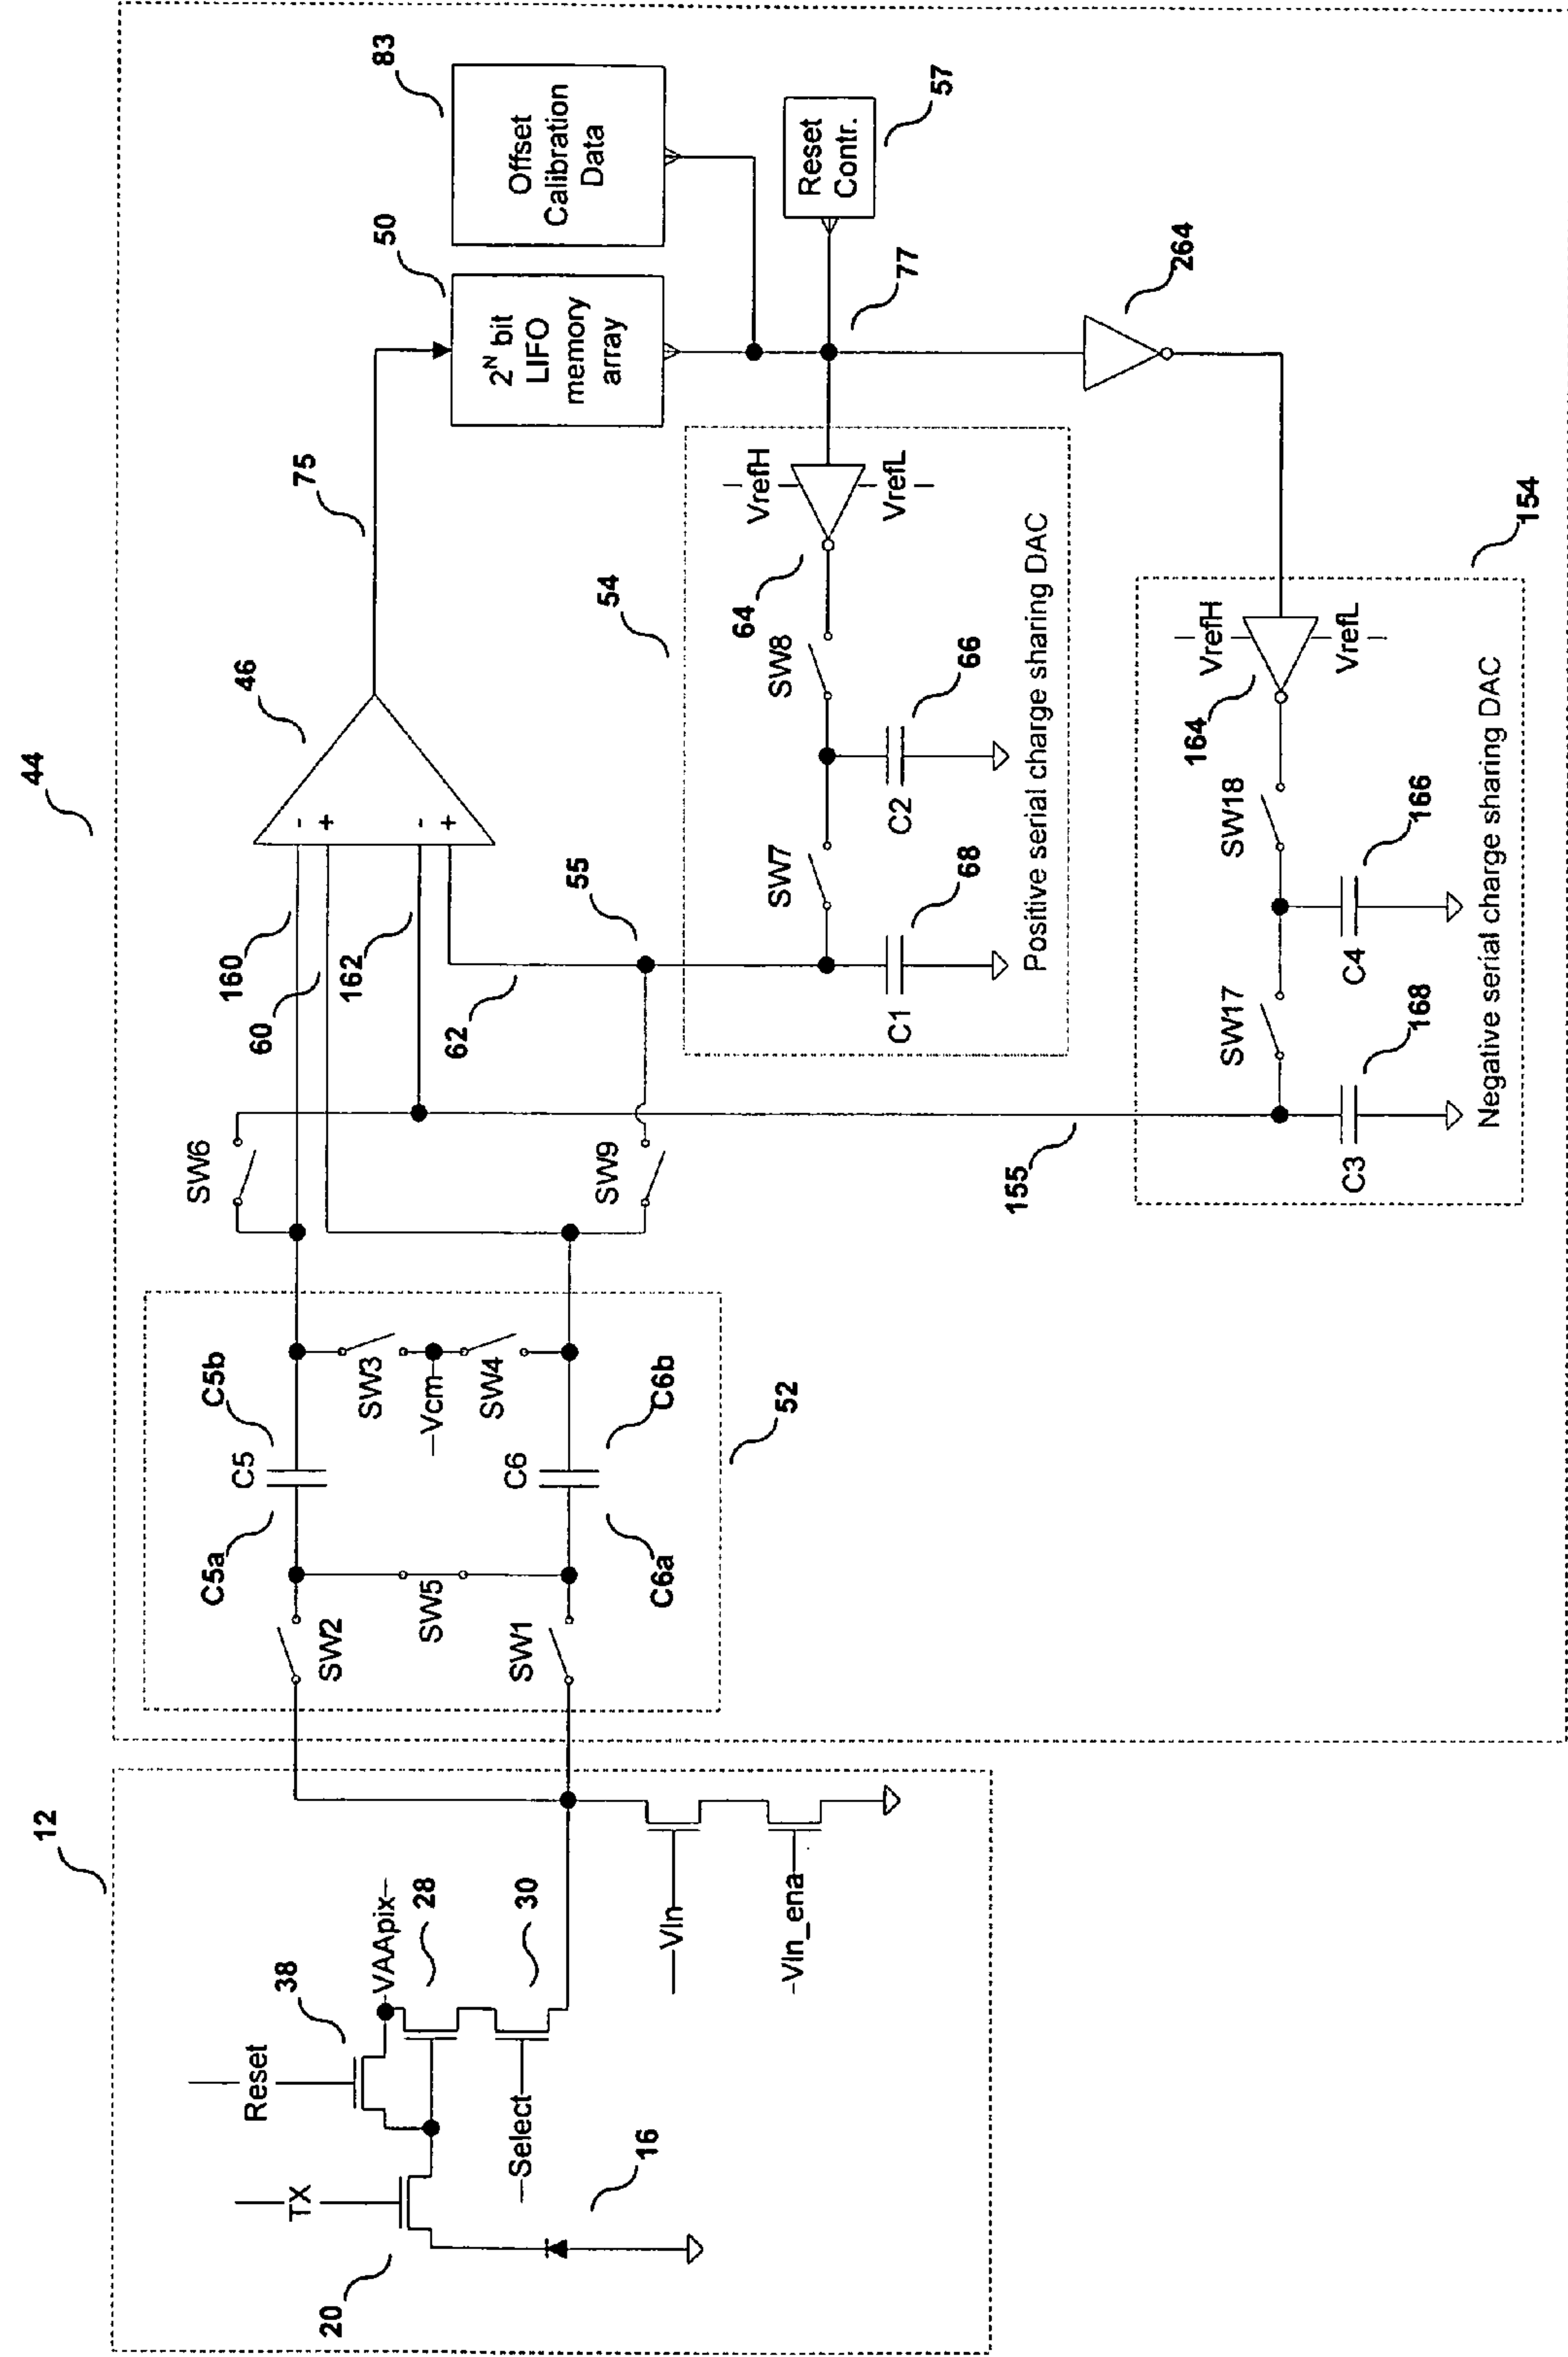 44
12
46
75
50
83
2^N bit
LIFO
memory
array
Offset
Calibration
Data
Reset
Contr.
57
77
264
160
60
162
62
55
-
+
-
+
54
64
VrefH
VrefL
SW8
SW7
C2
66
C1
68
Positive serial charge sharing DAC
154
164
VrefH
VrefL
SW18
SW17
C4
166
C3
168
Negative serial charge sharing DAC
155
SW6
SW9
C5a
C5
C5b
SW3
Vcm
SW4
C6a
C6
C6b
52
SW2
SW5
SW1
Reset
38
VAApix
28
30
TX
20
Select
16
Vln
Vln_ena